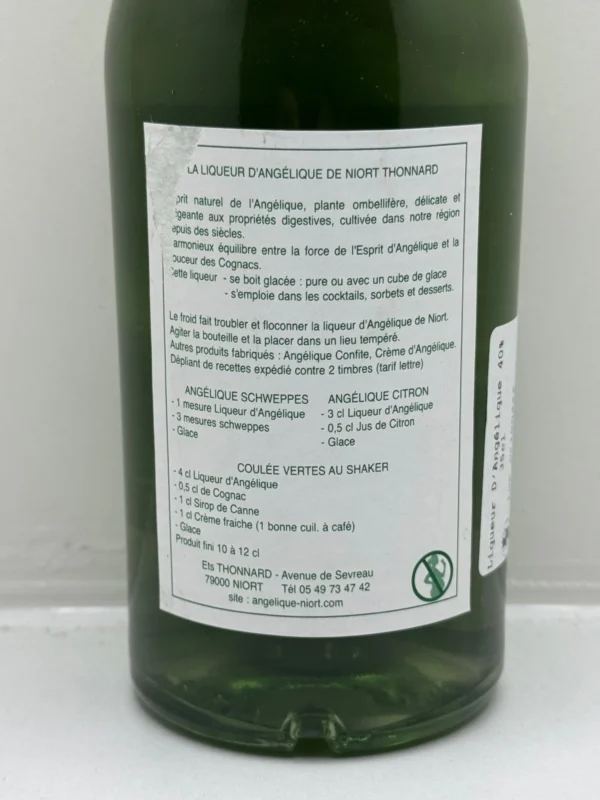 LA LIQUEUR D'ANGÉLIQUE DE NIORT THONNARD
prit naturel de l'Angélique, plante ombellifère, délicate et
geante aux propriétés digestives, cultivée dans notre région
epuis des siècles.
armonieux équilibre entre la force de l'Esprit d'Angélique et la
ouceur des Cognacs.
Cette liqueur - se boit glacée : pure ou avec un cube de glace
- s'emploie dans les cocktails, sorbets et desserts.
Le froid fait troubler et floconner la liqueur d'Angélique de Niort.
Agiter la bouteille et la placer dans un lieu tempéré.
Autres produits fabriqués : Angélique Confite, Crème d'Angélique.
Dépliant de recettes expédié contre 2 timbres (tarif lettre)
ANGÉLIQUE SCHWEPPES
- 1 mesure Liqueur d'Angélique
- 3 mesures schweppes
- Glace
ANGÉLIQUE CITRON
- 3 cl Liqueur d'Angélique
- 0,5 cl Jus de Citron
- Glace
COULÉE VERTES AU SHAKER
- 4 cl Liqueur d'Angélique
- 0,5 cl de Cognac
- 1 cl Sirop de Canne
- 1 cl Crème fraiche (1 bonne cuil. à café)
- Glace
Produit fini 10 à 12 cl
Ets THONNARD - Avenue de Sevreau
79000 NIORT Tél 05 49 73 47 42
site : angelique-niort.com
Liqueur D'Angélique 40%
35cl